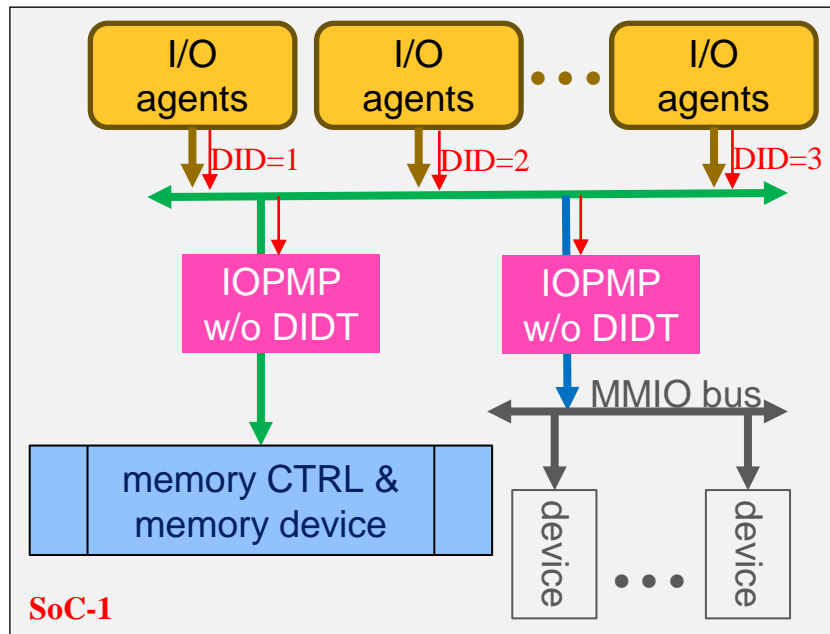 I/O
agents
I/O
agents
I/O
agents
DID=1
DID=2
DID=3
IOPMP
w/o DIDT
IOPMP
w/o DIDT
MMIO bus
memory CTRL &
memory device
device
device
SoC-1